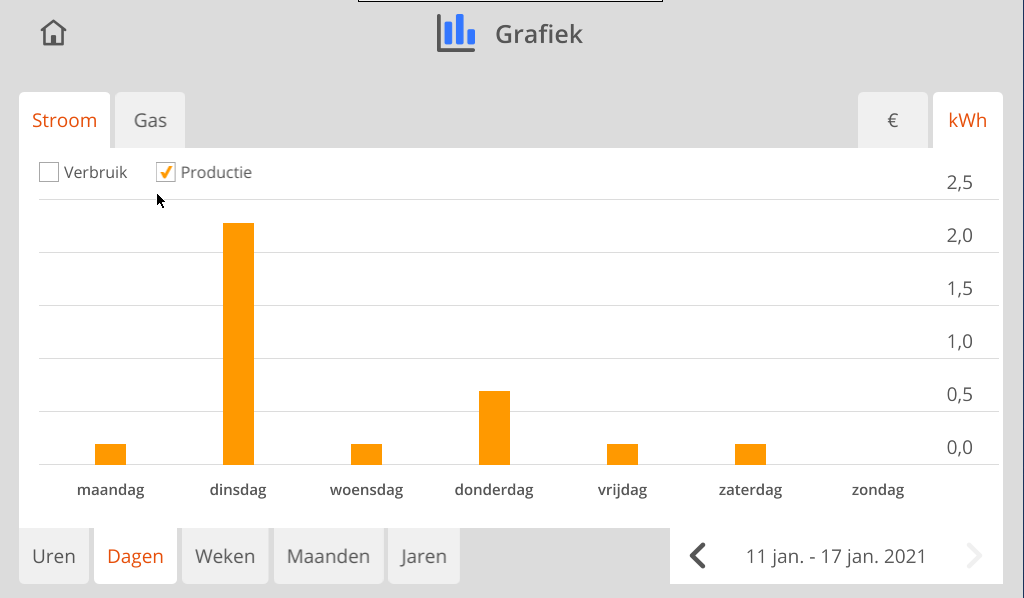 Grafiek
Stroom Gas € kWh
Verbruik Productie
2,5
2,0
1,5
1,0
0,5
0,0
maandag dinsdag woensdag donderdag vrijdag zaterdag zondag
Uren Dagen Weken Maanden Jaren 11 jan. - 17 jan. 2021